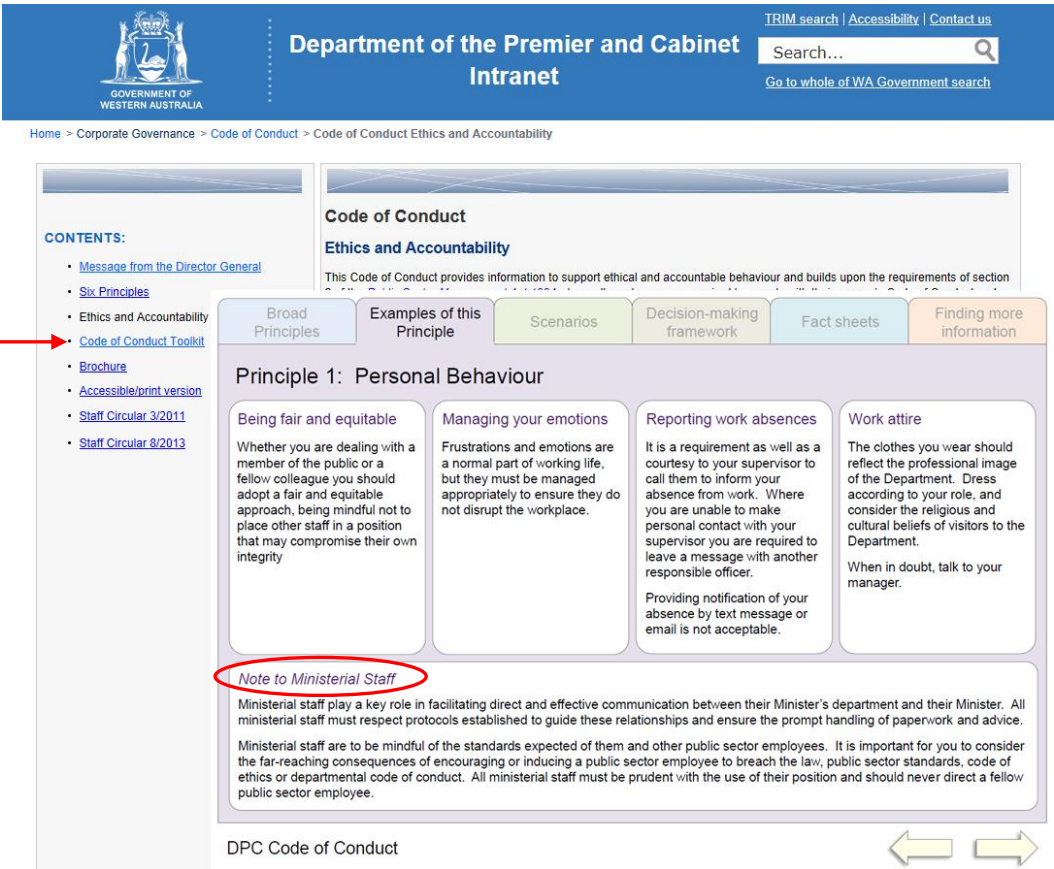 TRIM search | Accessibility | Contact us
Department of the Premier and Cabinet
Intranet
Search...
Go to whole of WA Government search
GOVERNMENT OF
WESTERN AUSTRALIA
Home > Corporate Governance > Code of Conduct > Code of Conduct Ethics and Accountability
CONTENTS:
• Message from the Director General
• Six Principles
• Ethics and Accountability
• Code of Conduct Toolkit
• Brochure
• Accessible/print version
• Staff Circular 3/2011
• Staff Circular 8/2013
Code of Conduct
Ethics and Accountability
This Code of Conduct provides information to support ethical and accountable behaviour and builds upon the requirements of section
Broad
Principles
Examples of this
Principle
Scenarios
Decision-making
framework
Fact sheets
Finding more
information
Principle 1: Personal Behaviour
Being fair and equitable
Whether you are dealing with a
member of the public or a
fellow colleague you should
adopt a fair and equitable
approach, being mindful not to
place other staff in a position
that may compromise their own
integrity
Managing your emotions
Frustrations and emotions are
a normal part of working life,
but they must be managed
appropriately to ensure they do
not disrupt the workplace.
Reporting work absences
It is a requirement as well as a
courtesy to your supervisor to
call them to inform your
absence from work. Where
you are unable to make
personal contact with your
supervisor you are required to
leave a message with another
responsible officer.
Providing notification of your
absence by text message or
email is not acceptable.
Work attire
The clothes you wear should
reflect the professional image
of the Department. Dress
according to your role, and
consider the religious and
cultural beliefs of visitors to the
Department.
When in doubt, talk to your
manager.
Note to Ministerial Staff
Ministerial staff play a key role in facilitating direct and effective communication between their Minister's department and their Minister. All
ministerial staff must respect protocols established to guide these relationships and ensure the prompt handling of paperwork and advice.
Ministerial staff are to be mindful of the standards expected of them and other public sector employees. It is important for you to consider
the far-reaching consequences of encouraging or inducing a public sector employee to breach the law, public sector standards, code of
ethics or departmental code of conduct. All ministerial staff must be prudent with the use of their position and should never direct a fellow
public sector employee.
DPC Code of Conduct